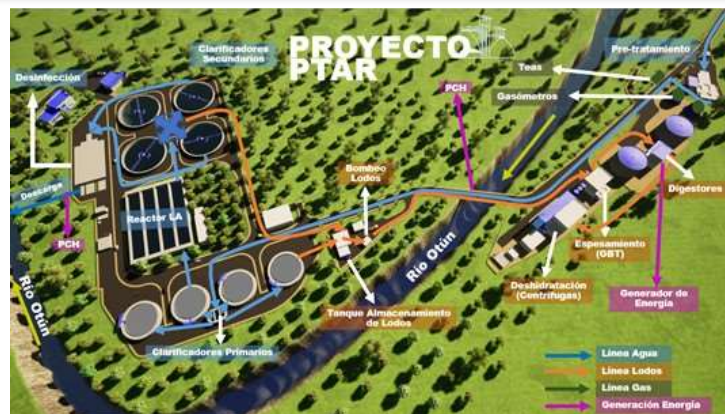 PROYECTO
PTAR
Clarificadores
Secundarios
Desinfección
Pre-tratamiento
Teas
Gasómetros
PCH
Digestores
Bombeo
Lodos
Reactor LA
Descarga
PCH
Espesamiento
(GBT)
Río Otún
Deshidratación
(Centrífugas)
Generador de
Energía
Tanque Almacenamiento
de Lodos
Río Otún
Clarificadores Primarios
Línea Agua
Línea Lodos
Línea Gas
Generación Energía